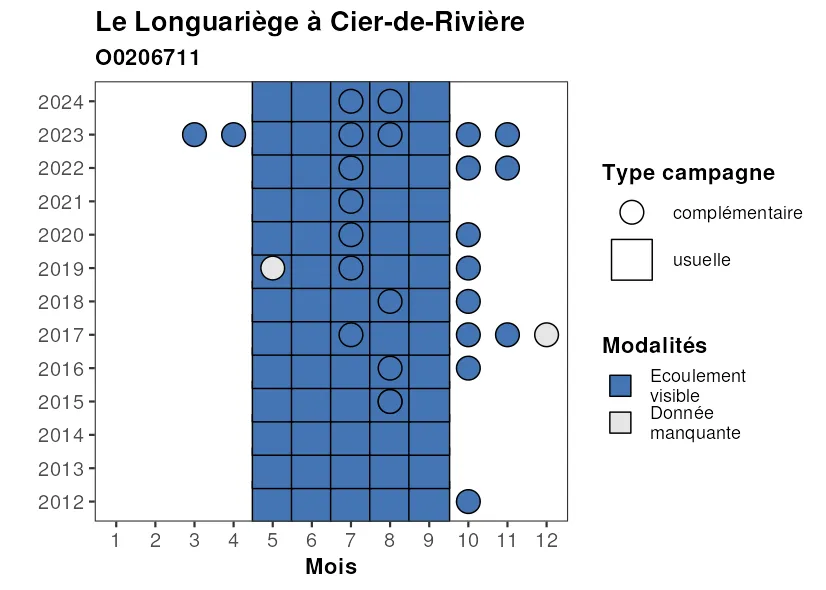 Le Longuariège à Cier-de-Rivière
O0206711
2024
2023
2022
2021
2020
2019
2018
2017
2016
2015
2014
2013
2012
1 2 3 4 5 6 7 8 9 10 11 12
Mois
Type campagne
complémentaire
usuelle
Modalités
Ecoulement
visible
Donnée
manquante